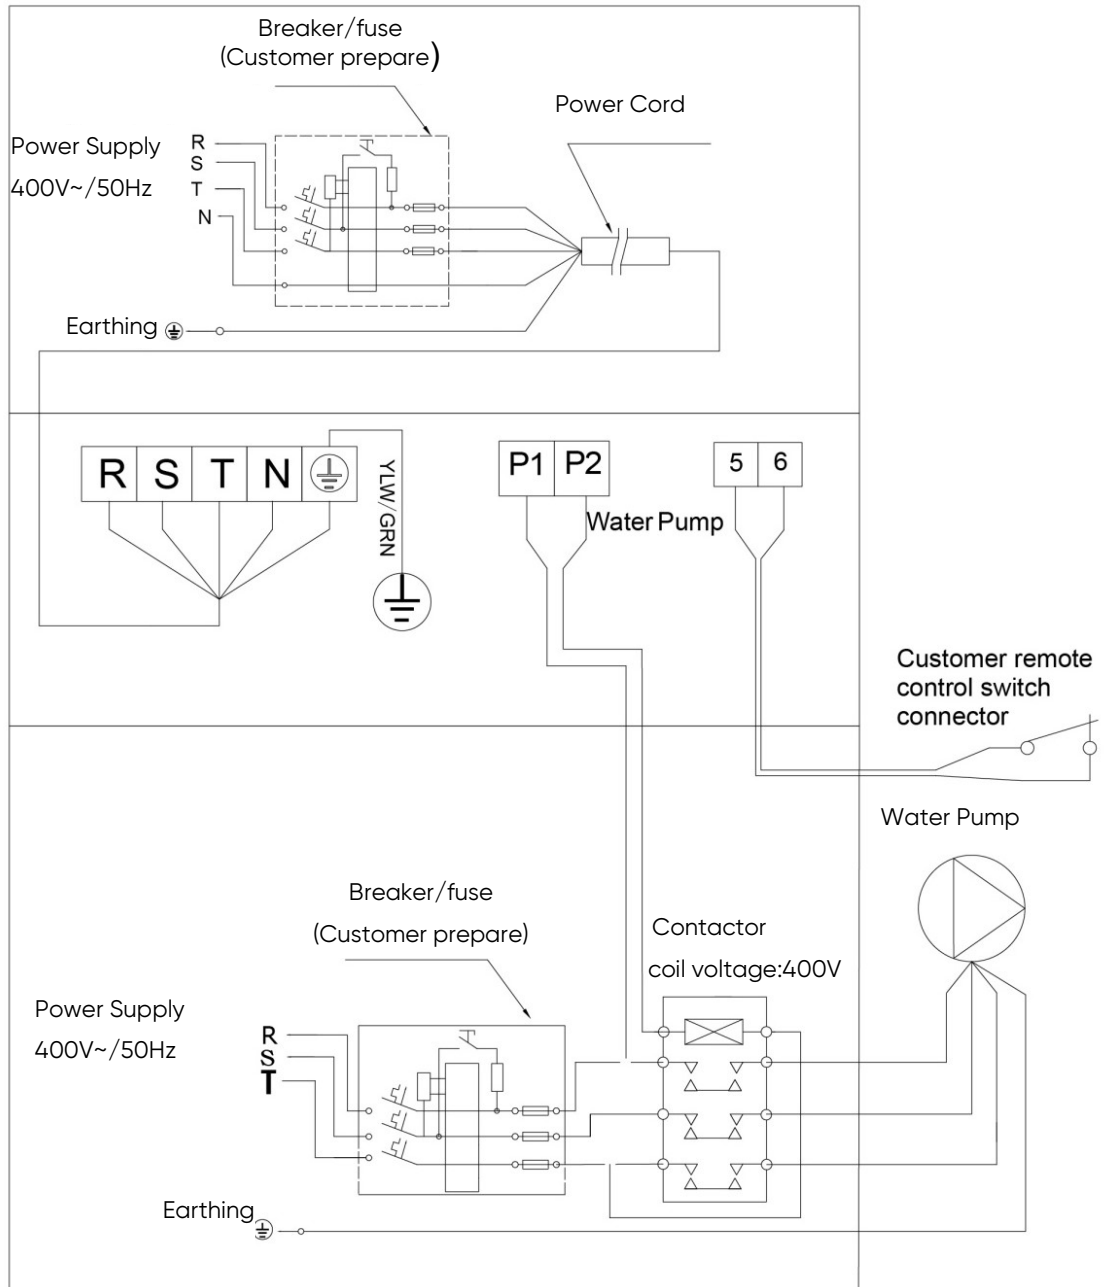 Breaker/fuse
(Customer prepare)
Power Cord
Power Supply
400V~/50Hz
R
S
T
N
Earthing
R S T N
YLW/GRN
P1 P2
Water Pump
5 6
Customer remote
control switch
connector
Water Pump
Breaker/fuse
(Customer prepare)
Contactor
coil voltage:400V
Power Supply
400V~/50Hz
R
S
T
Earthing